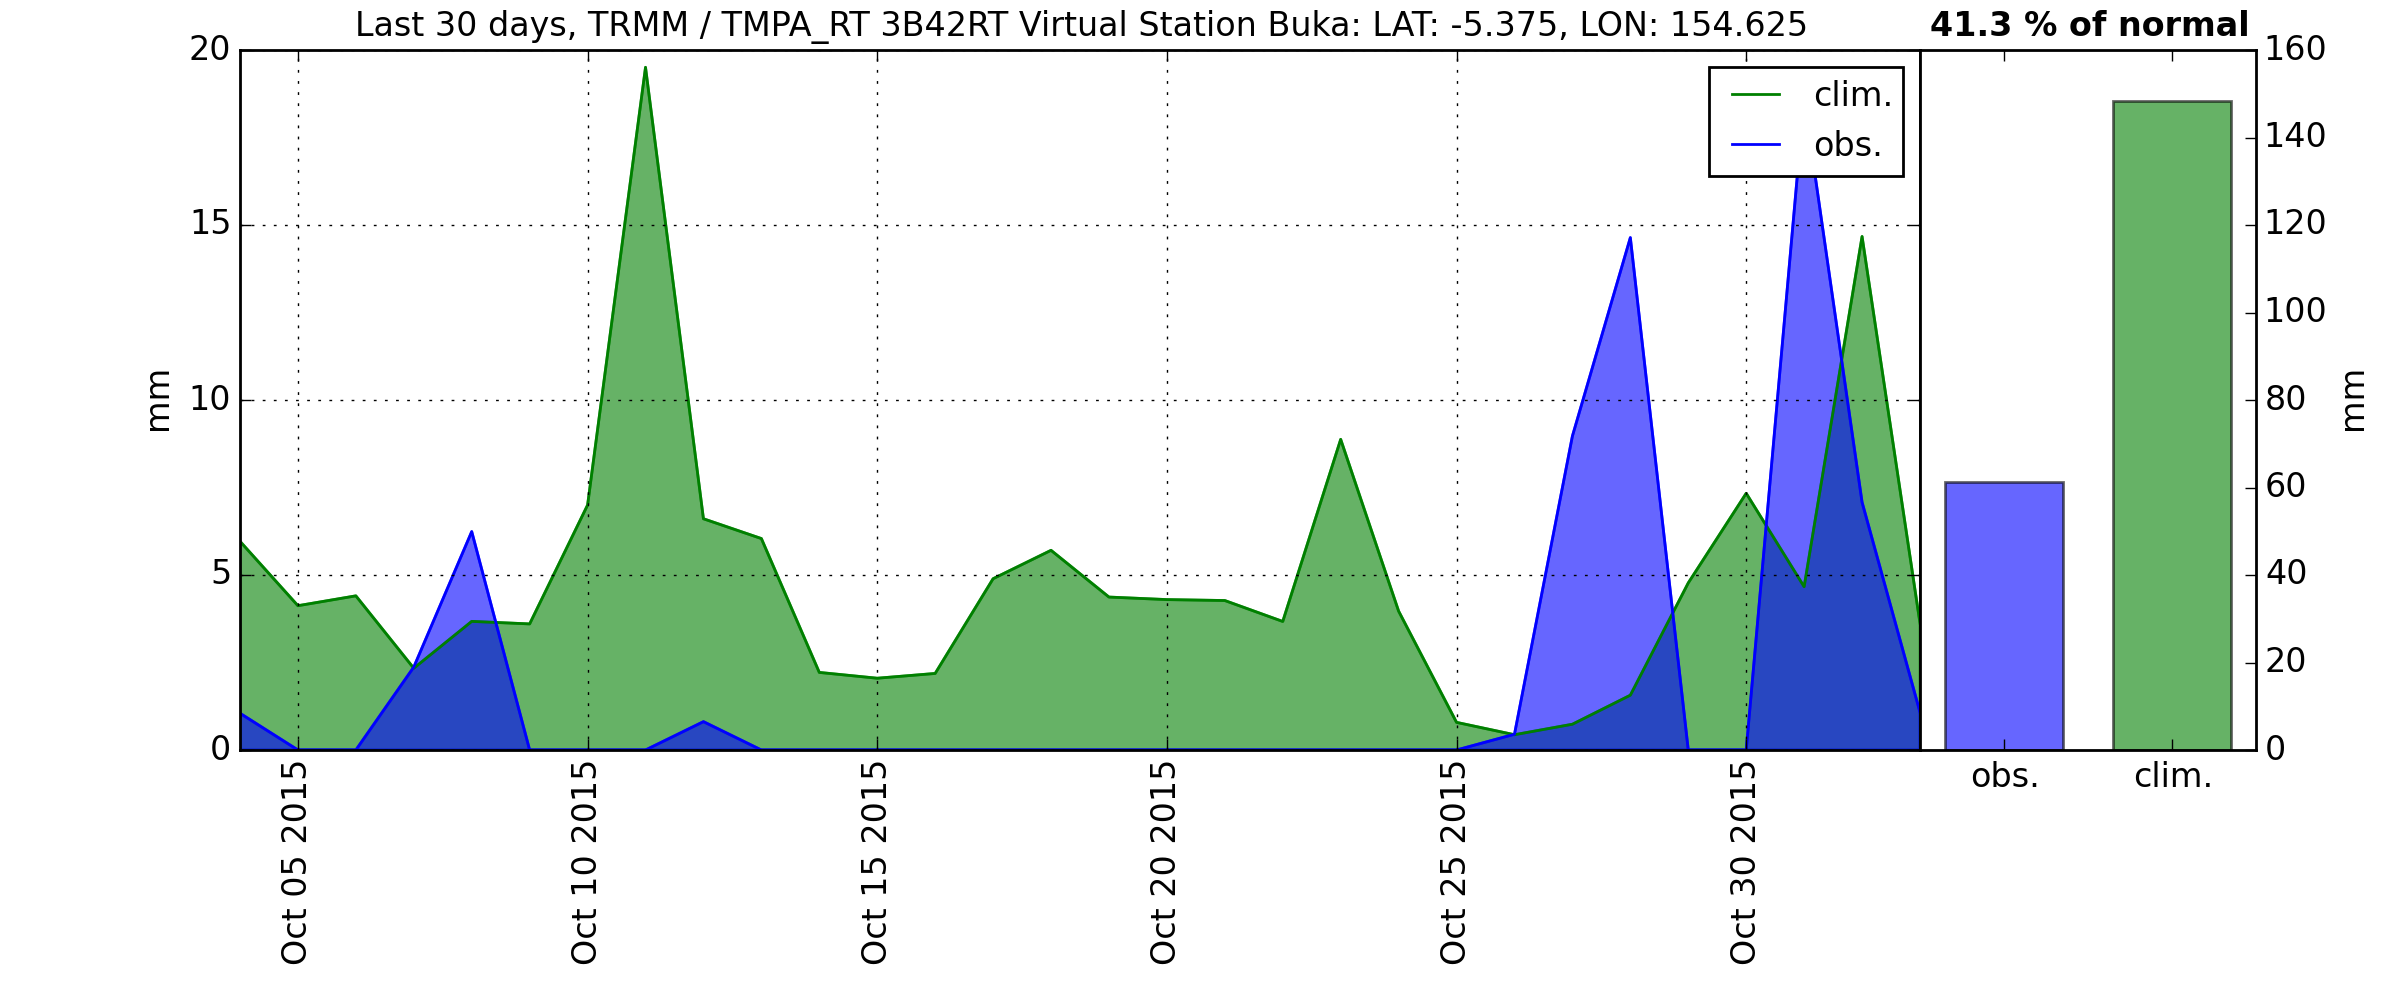 Last 30 days, TRMM / TMPA_RT 3B42RT Virtual Station Buka: LAT: -5.375, LON: 154.625
41.3 % of normal
20
15
10
5
0
mm
clim.
obs.
160
140
120
100
80
60
40
20
0
mm
obs.
clim.
Oct 05 2015
Oct 10 2015
Oct 15 2015
Oct 20 2015
Oct 25 2015
Oct 30 2015